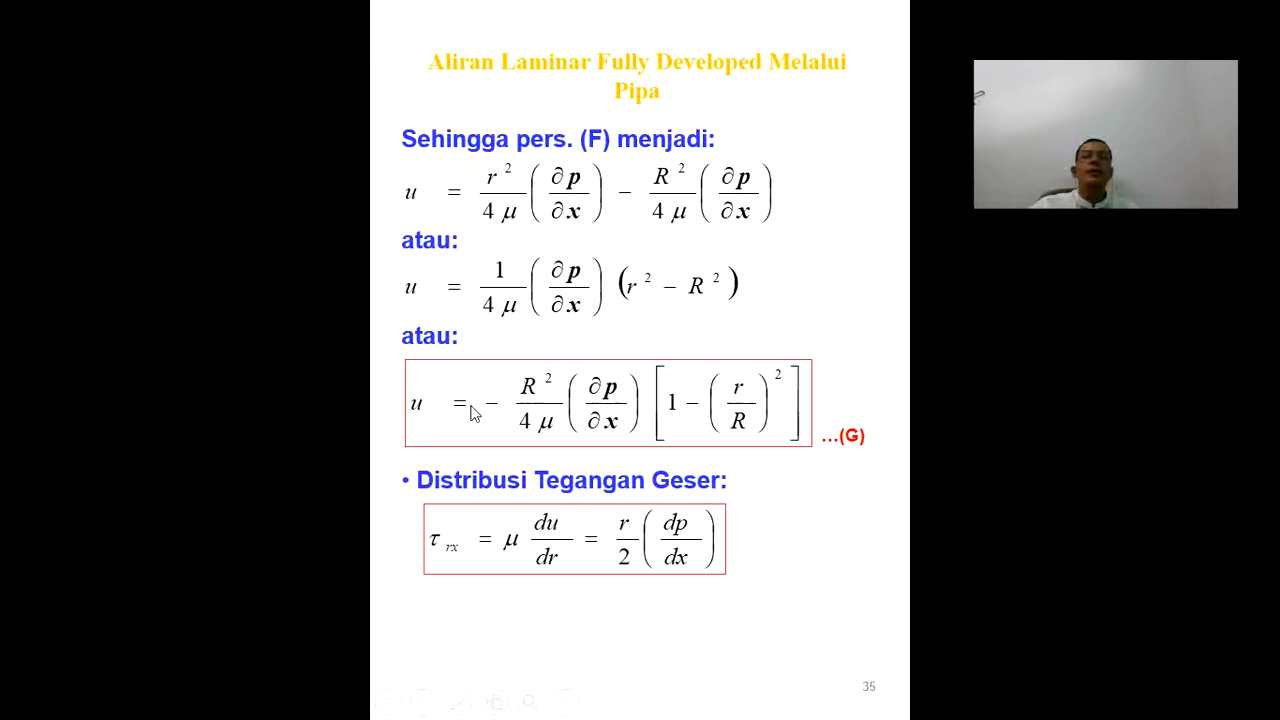 Aliran Laminar Fully Developed Melalui
Pipa
Sehingga pers. (F) menjadi:
u = r²/4μ (∂p/∂x) − R²/4μ (∂p/∂x)
atau:
u = 1/4μ (∂p/∂x) (r² − R²)
atau:
u = − R²/4μ (∂p/∂x) [1 − (r/R)²]
...(G)
• Distribusi Tegangan Geser:
τ rx = μ du/dr = r/2 (dp/dx)
35